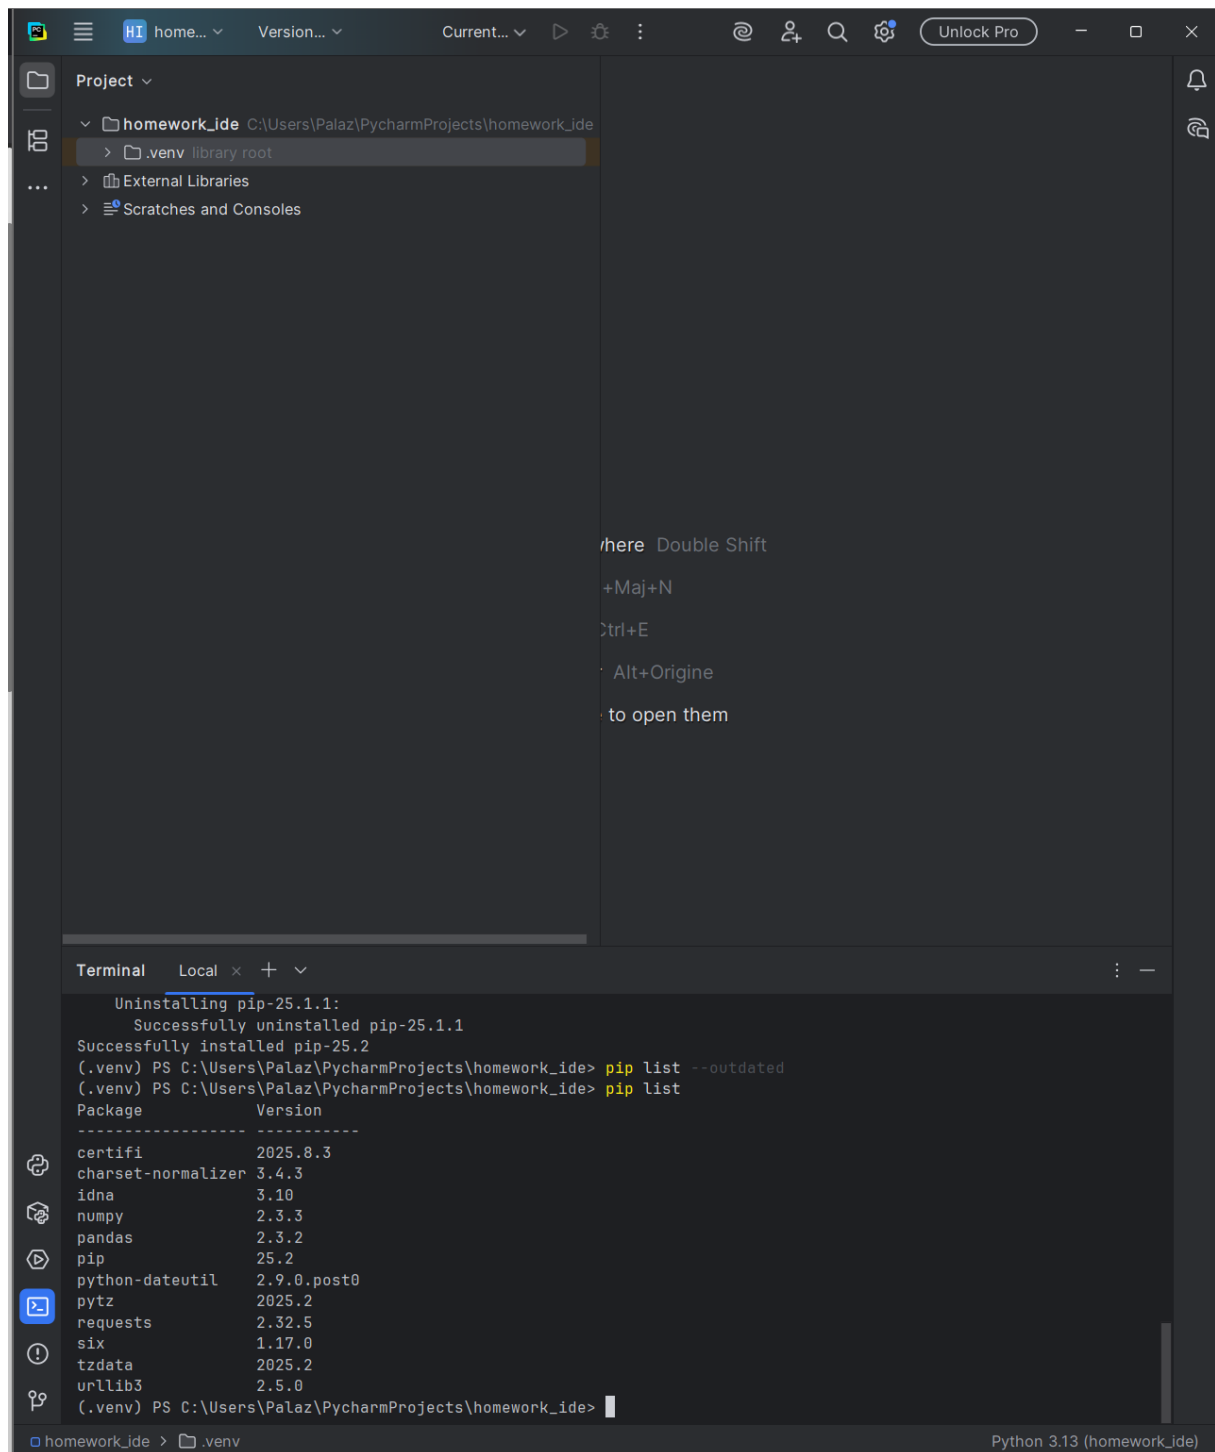 PC
HI home... Version... Current... Unlock Pro
Project
homework_ide C:\Users\Palaz\PycharmProjects\homework_ide
.venv library root
External Libraries
Scratches and Consoles
here Double Shift
+Maj+N
Ctrl+E
Alt+Origine
to open them
Terminal Local
Uninstalling pip-25.1.1:
Successfully uninstalled pip-25.1.1
Successfully installed pip-25.2
(.venv) PS C:\Users\Palaz\PycharmProjects\homework_ide> pip list --outdated
(.venv) PS C:\Users\Palaz\PycharmProjects\homework_ide> pip list
Package Version
------------------ -----------
certifi 2025.8.3
charset-normalizer 3.4.3
idna 3.10
numpy 2.3.3
pandas 2.3.2
pip 25.2
python-dateutil 2.9.0.post0
pytz 2025.2
requests 2.32.5
six 1.17.0
tzdata 2025.2
urllib3 2.5.0
(.venv) PS C:\Users\Palaz\PycharmProjects\homework_ide>
homework_ide > .venv Python 3.13 (homework_ide)